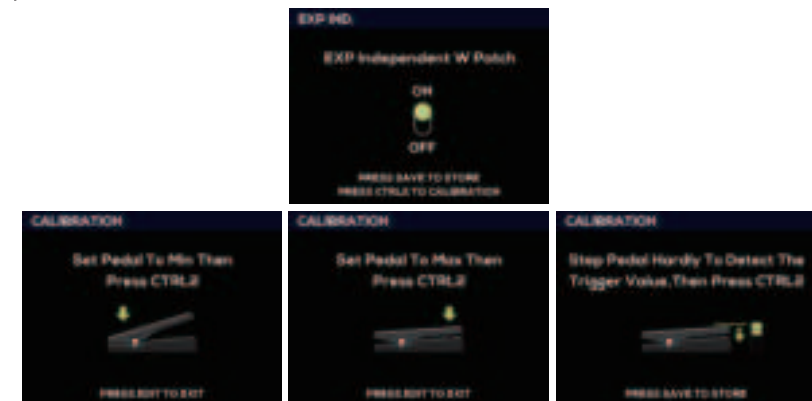 EXP IND.
EXP Independent W Patch
ON
OFF
PRESS SAVE TO STORE
PRESS CTRL2 TO CALIBRATION
CALIBRATION
Set Pedal To Min Then
Press CTRL2
PRESS EXIT TO EXIT
CALIBRATION
Set Pedal To Max Then
Press CTRL2
PRESS EXIT TO EXIT
CALIBRATION
Step Pedal Hardly To Detect The
Trigger Value,Then Press CTRL2
PRESS SAVE TO STORE